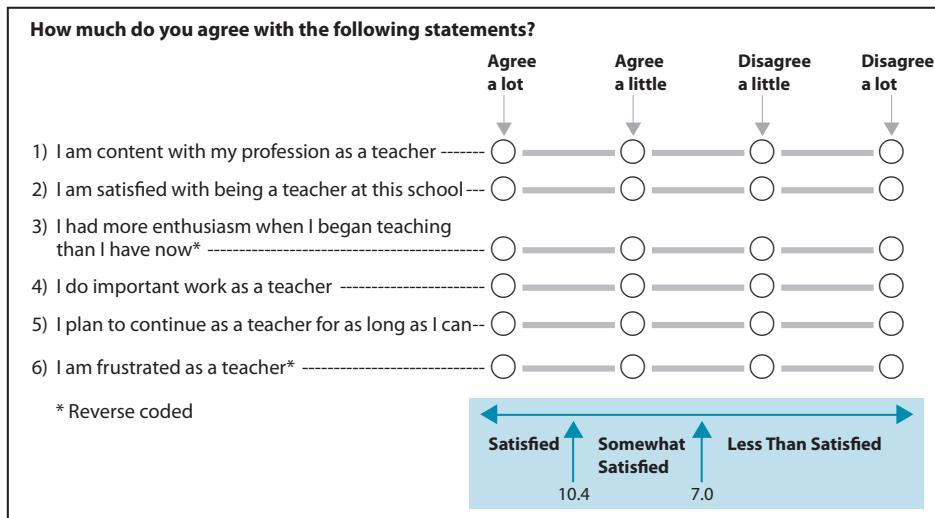 How much do you agree with the following statements?
Agree a lot
Agree a little
Disagree a little
Disagree a lot
1) I am content with my profession as a teacher
2) I am satisfied with being a teacher at this school
3) I had more enthusiasm when I began teaching
than I have now*
4) I do important work as a teacher
5) I plan to continue as a teacher for as long as I can
6) I am frustrated as a teacher*
* Reverse coded
Satisfied
Somewhat
Satisfied
Less Than Satisfied
10.4
7.0